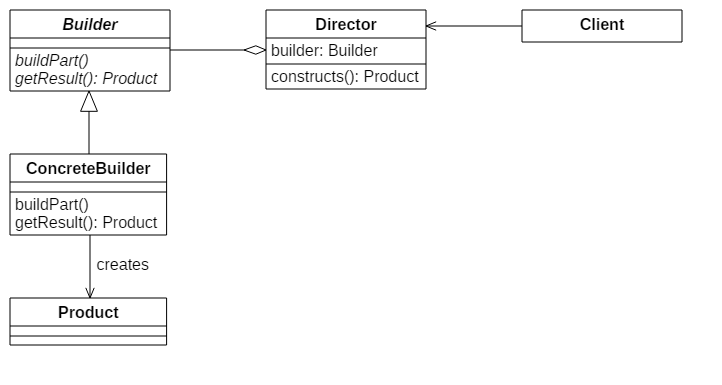 Builder
buildPart()
getResult(): Product
Director
builder: Builder
constructs(): Product
Client
ConcreteBuilder
buildPart()
getResult(): Product
creates
Product